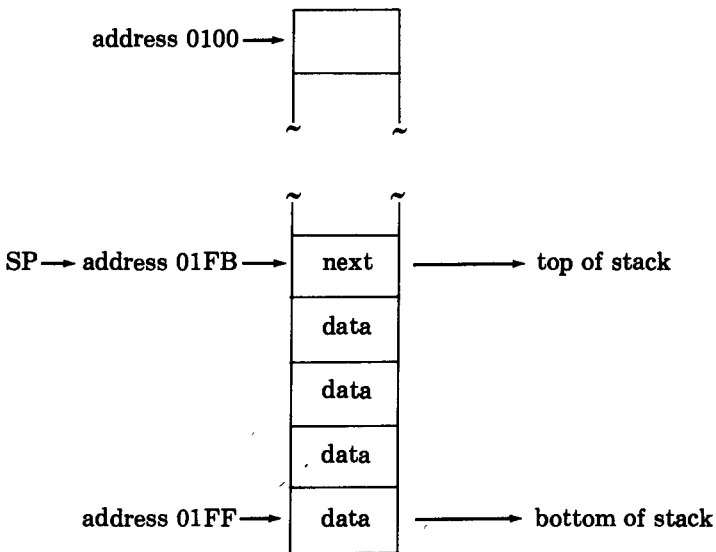 address 0100
SP address 01FB next top of stack
data
data
data
address 01FF data bottom of stack